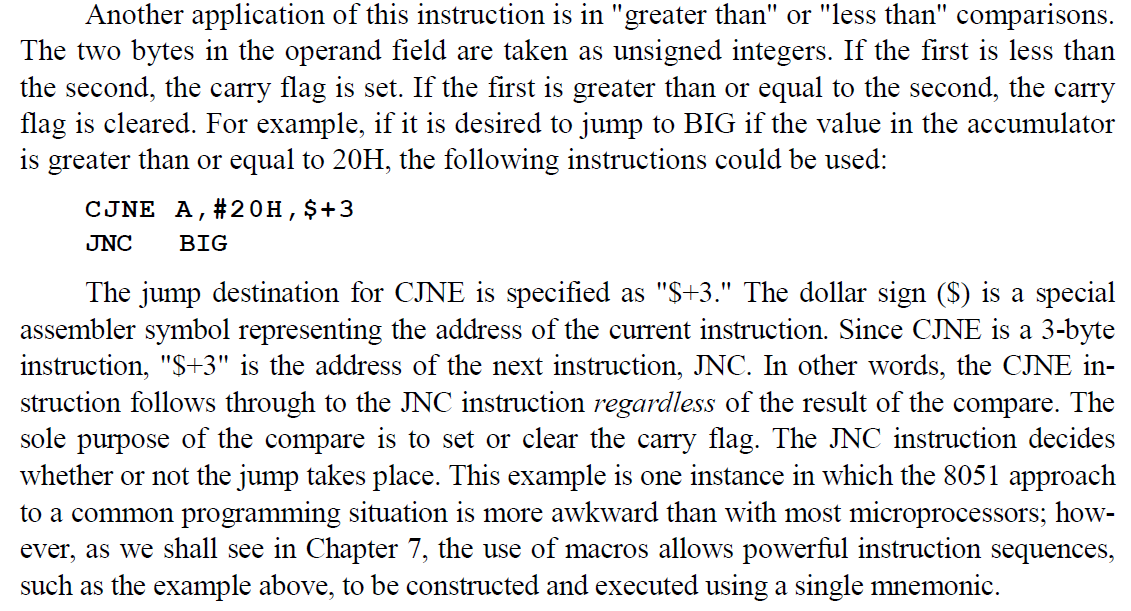 Another application of this instruction is in "greater than" or "less than" comparisons.
The two bytes in the operand field are taken as unsigned integers. If the first is less than
the second, the carry flag is set. If the first is greater than or equal to the second, the carry
flag is cleared. For example, if it is desired to jump to BIG if the value in the accumulator
is greater than or equal to 20H, the following instructions could be used:
CJNE A,#20H,$+3
JNC BIG
The jump destination for CJNE is specified as "$+3." The dollar sign ($) is a special
assembler symbol representing the address of the current instruction. Since CJNE is a 3-byte
instruction, "$+3" is the address of the next instruction, JNC. In other words, the CJNE in-
struction follows through to the JNC instruction regardless of the result of the compare. The
sole purpose of the compare is to set or clear the carry flag. The JNC instruction decides
whether or not the jump takes place. This example is one instance in which the 8051 approach
to a common programming situation is more awkward than with most microprocessors; how-
ever, as we shall see in Chapter 7, the use of macros allows powerful instruction sequences,
such as the example above, to be constructed and executed using a single mnemonic.